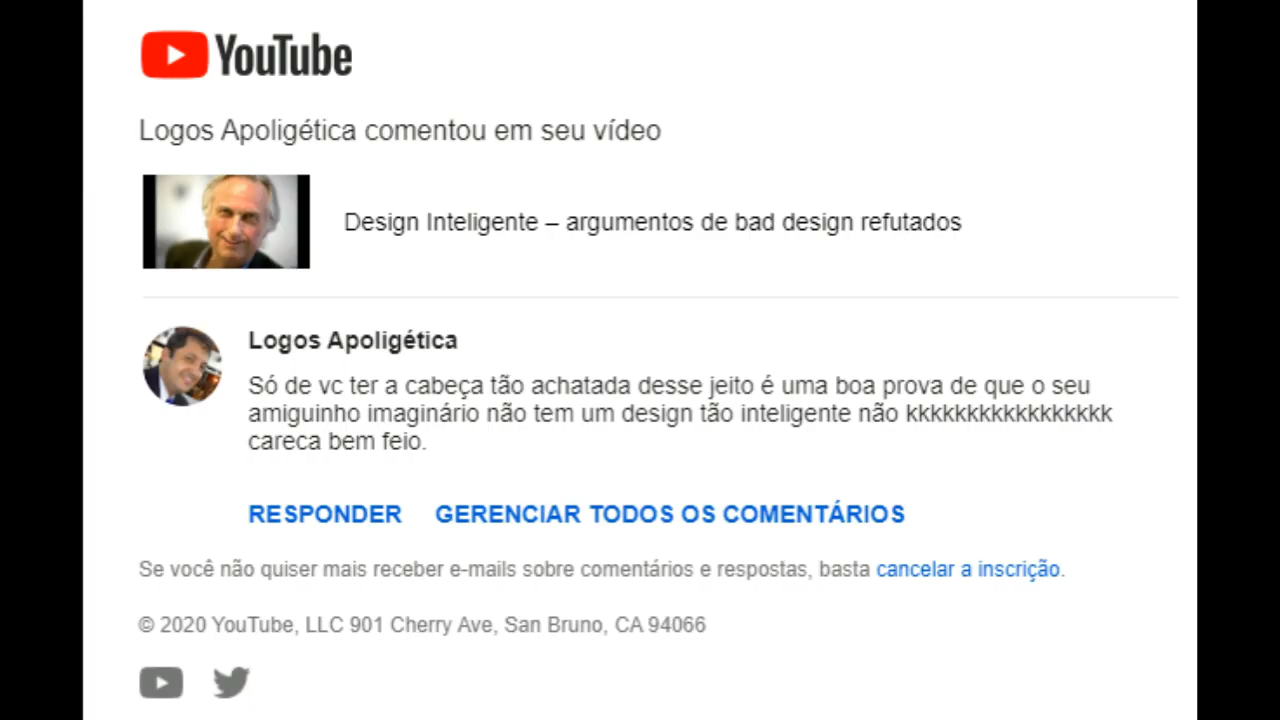 YouTube
Logos Apoligética comentou em seu vídeo
Design Inteligente – argumentos de bad design refutados
Logos Apoligética
Só de vc ter a cabeça tão achatada desse jeito é uma boa prova de que o seu
amiguinho imaginário não tem um design tão inteligente não kkkkkkkkkkkkkkkkk
careca bem feio.
RESPONDER GERENCIAR TODOS OS COMENTÁRIOS
Se você não quiser mais receber e-mails sobre comentários e respostas, basta cancelar a inscrição.
© 2020 YouTube, LLC 901 Cherry Ave, San Bruno, CA 94066